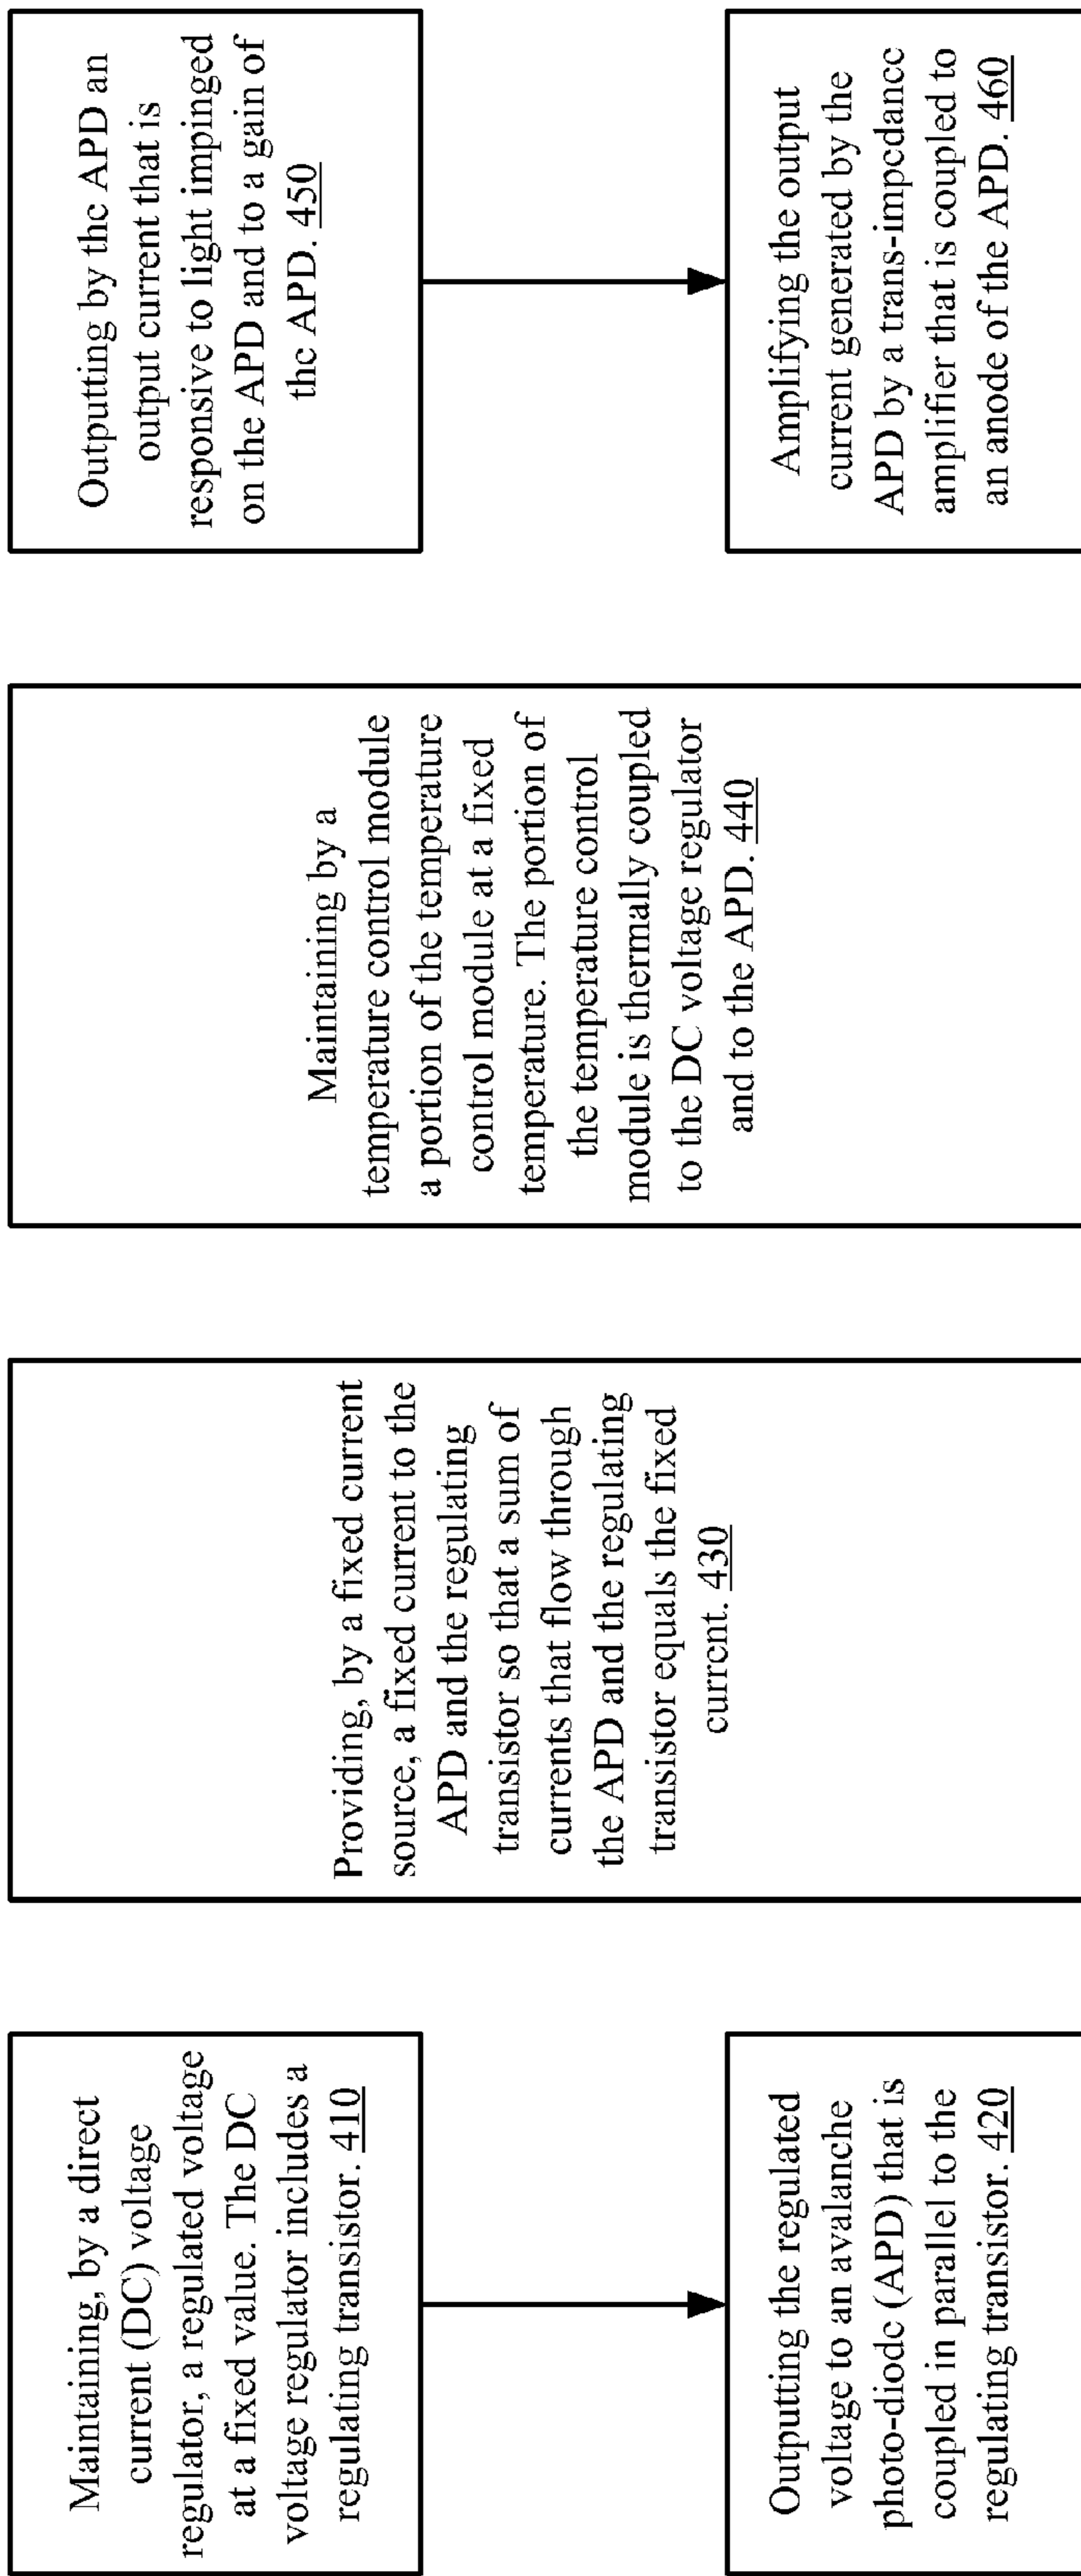 Maintaining, by a direct
current (DC) voltage
regulator, a regulated voltage
at a fixed value. The DC
voltage regulator includes a
regulating transistor. 410
Outputting the regulated
voltage to an avalanche
photo-diode (APD) that is
coupled in parallel to the
regulating transistor. 420
Providing, by a fixed current
source, a fixed current to the
APD and the regulating
transistor so that a sum of
currents that flow through
the APD and the regulating
transistor equals the fixed
current. 430
Maintaining by a
temperature control module
a portion of the temperature
control module at a fixed
temperature. The portion of
the temperature control
module is thermally coupled
to the DC voltage regulator
and to the APD. 440
Outputting by the APD an
output current that is
responsive to light impinged
on the APD and to a gain of
the APD. 450
Amplifying the output
current generated by the
APD by a trans-impedance
amplifier that is coupled to
an anode of the APD. 460